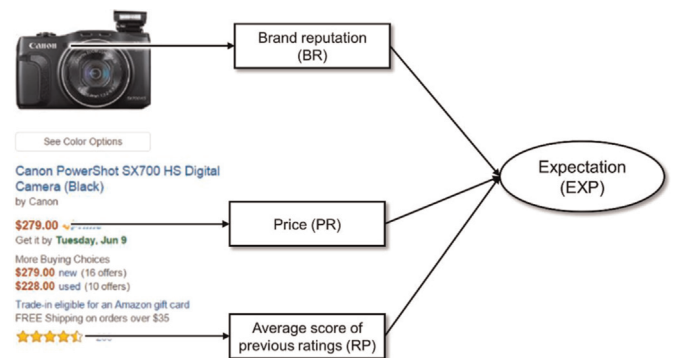 Canon
See Color Options
Canon PowerShot SX700 HS Digital
Camera (Black)
by Canon
$279.00
Get it by Tuesday, Jun 9
More Buying Choices
$279.00 new (16 offers)
$228.00 used (10 offers)
Trade-in eligible for an Amazon gift card
FREE Shipping on orders over $35
Brand reputation
(BR)
Price (PR)
Average score of
previous ratings (RP)
Expectation
(EXP)